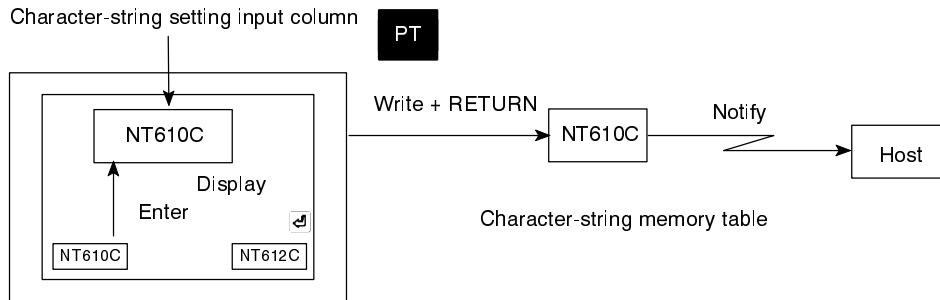 Character-string setting input column
PT
Write + RETURN
NT610C
NT610C
Notify
Host
Display
Enter
Character-string memory table
NT610C
NT612C